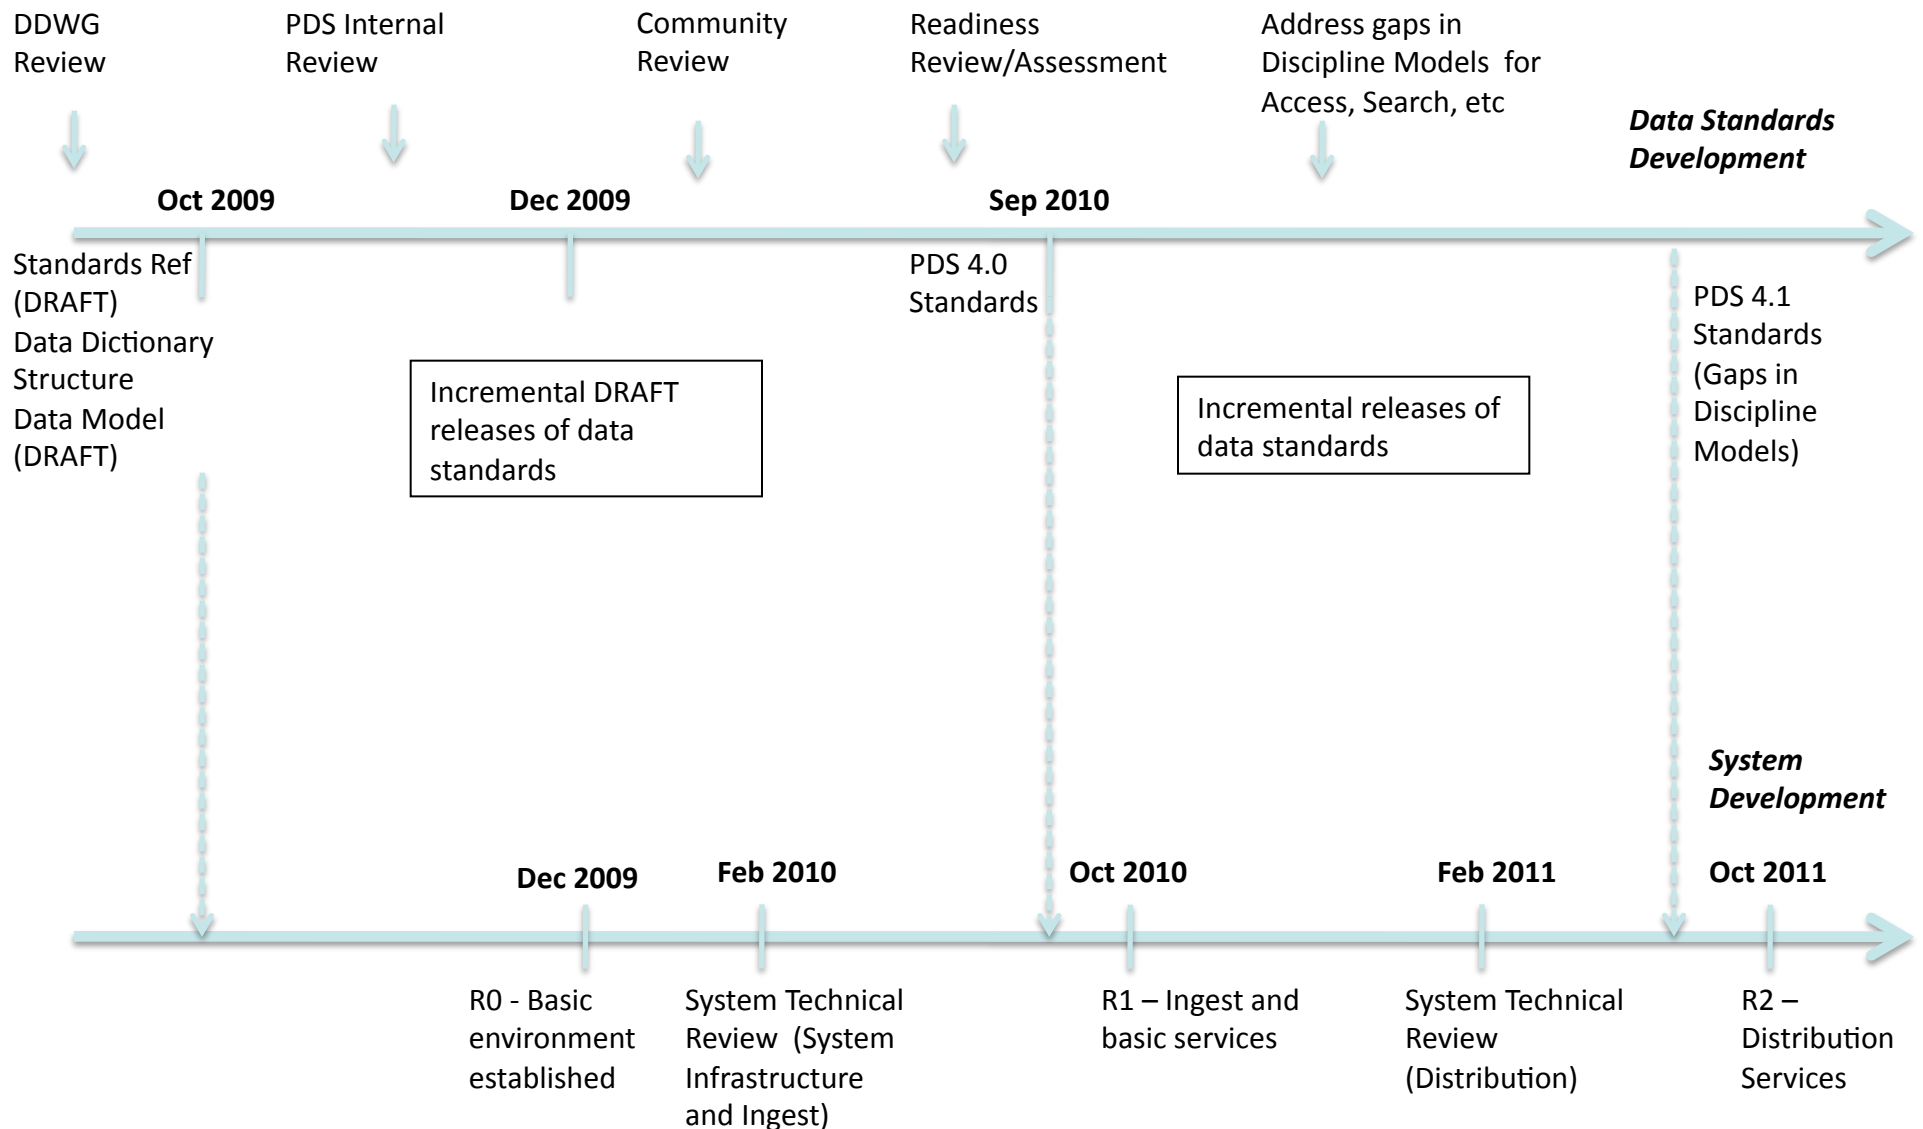 DDWG
Review
PDS Internal
Review
Community
Review
Readiness
Review/Assessment
Address gaps in
Discipline Models for
Access, Search, etc
Data Standards
Development
Oct 2009
Dec 2009
Sep 2010
Standards Ref
(DRAFT)
Data Dictionary
Structure
Data Model
(DRAFT)
Incremental DRAFT
releases of data
standards
PDS 4.0
Standards
Incremental releases of
data standards
PDS 4.1
Standards
(Gaps in
Discipline
Models)
System
Development
Dec 2009
Feb 2010
Oct 2010
Feb 2011
Oct 2011
R0 - Basic
environment
established
System Technical
Review (System
Infrastructure
and Ingest)
R1 – Ingest and
basic services
System Technical
Review
(Distribution)
R2 –
Distribution
Services